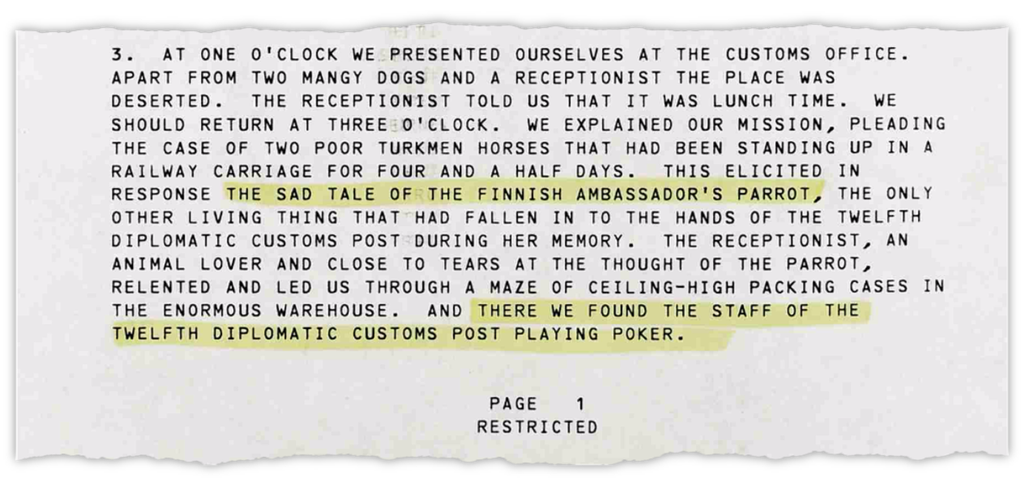 3. AT ONE O'CLOCK WE PRESENTED OURSELVES AT THE CUSTOMS OFFICE.
APART FROM TWO MANGY DOGS AND A RECEPTIONIST THE PLACE WAS
DESERTED. THE RECEPTIONIST TOLD US THAT IT WAS LUNCH TIME. WE
SHOULD RETURN AT THREE O'CLOCK. WE EXPLAINED OUR MISSION, PLEADING
THE CASE OF TWO POOR TURKMEN HORSES THAT HAD BEEN STANDING UP IN A
RAILWAY CARRIAGE FOR FOUR AND A HALF DAYS. THIS ELICITED IN
RESPONSE THE SAD TALE OF THE FINNISH AMBASSADOR'S PARROT, THE ONLY
OTHER LIVING THING THAT HAD FALLEN IN TO THE HANDS OF THE TWELFTH
DIPLOMATIC CUSTOMS POST DURING HER MEMORY. THE RECEPTIONIST, AN
ANIMAL LOVER AND CLOSE TO TEARS AT THE THOUGHT OF THE PARROT,
RELENTED AND LED US THROUGH A MAZE OF CEILING-HIGH PACKING CASES IN
THE ENORMOUS WAREHOUSE. AND THERE WE FOUND THE STAFF OF THE
TWELFTH DIPLOMATIC CUSTOMS POST PLAYING POKER.
PAGE 1
RESTRICTED